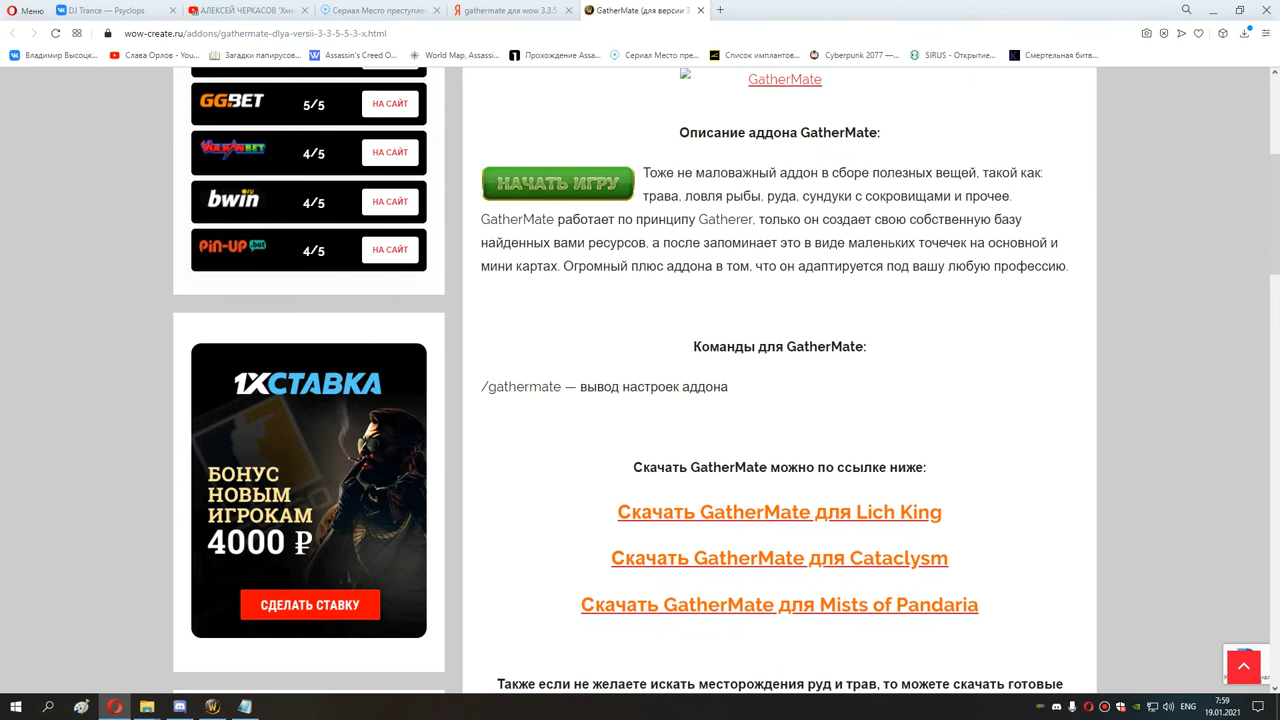 Меню
DJ Trance — Psyclops
АЛЕКСЕЙ ЧЕРКАСОВ "Хме
Сериал Место преступлен
gathermate для wow 3.3.5
GatherMate (для версии 3
wow-create.ru/addons/gathermate-dlya-versii-3-3-5-5-3-x.html
Владимир Высоцк...
Слава Орлов - You...
Загадки папирусов...
Assassin's Creed O...
World Map, Assassi...
Прохождение Assa...
Сериал Место пре...
Список имплантов...
Cyberpunk 2077 —...
SIRUS - Открытие...
Смертельная битв...
GG.BET
5/5
НА САЙТ
VULKANBET
4/5
НА САЙТ
bwin.ru
4/5
НА САЙТ
PiN-UP.bet
4/5
НА САЙТ
1XСТАВКА
БОНУС
НОВЫМ
ИГРОКАМ
4000 ₽
СДЕЛАТЬ СТАВКУ
GatherMate
Описание аддона GatherMate:
НАЧАТЬ ИГРУ
Тоже не маловажный аддон в сборе полезных вещей, такой как:
трава, ловля рыбы, руда, сундуки с сокровищами и прочее.
GatherMate работает по принципу Gatherer, только он создает свою собственную базу
найденных вами ресурсов, а после запоминает это в виде маленьких точечек на основной и
мини картах. Огромный плюс аддона в том, что он адаптируется под вашу любую профессию.
Команды для GatherMate:
/gathermate — вывод настроек аддона
Скачать GatherMate можно по ссылке ниже:
Скачать GatherMate для Lich King
Скачать GatherMate для Cataclysm
Скачать GatherMate для Mists of Pandaria
Также если не желаете искать месторождения руд и трав, то можете скачать готовые
ENG
7:59
19.01.2021